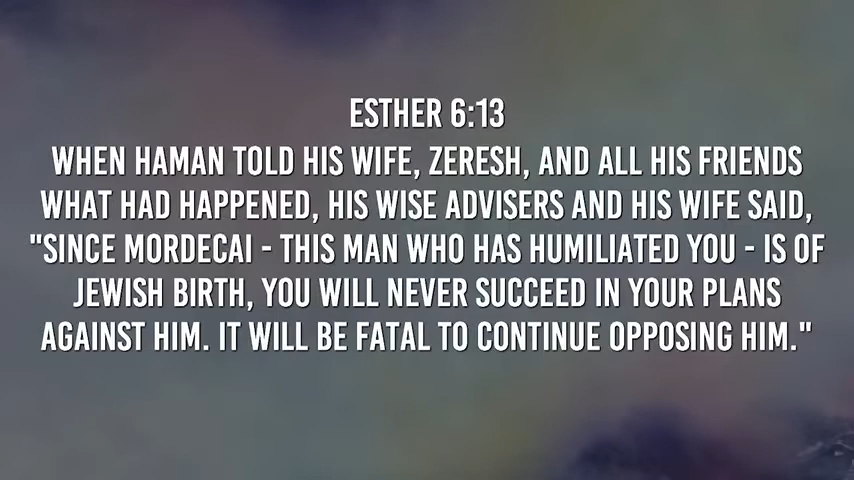 ESTHER 6:13
WHEN HAMAN TOLD HIS WIFE, ZERESH, AND ALL HIS FRIENDS
WHAT HAD HAPPENED, HIS WISE ADVISERS AND HIS WIFE SAID,
"SINCE MORDECAI - THIS MAN WHO HAS HUMILIATED YOU - IS OF
JEWISH BIRTH, YOU WILL NEVER SUCCEED IN YOUR PLANS
AGAINST HIM. IT WILL BE FATAL TO CONTINUE OPPOSING HIM."